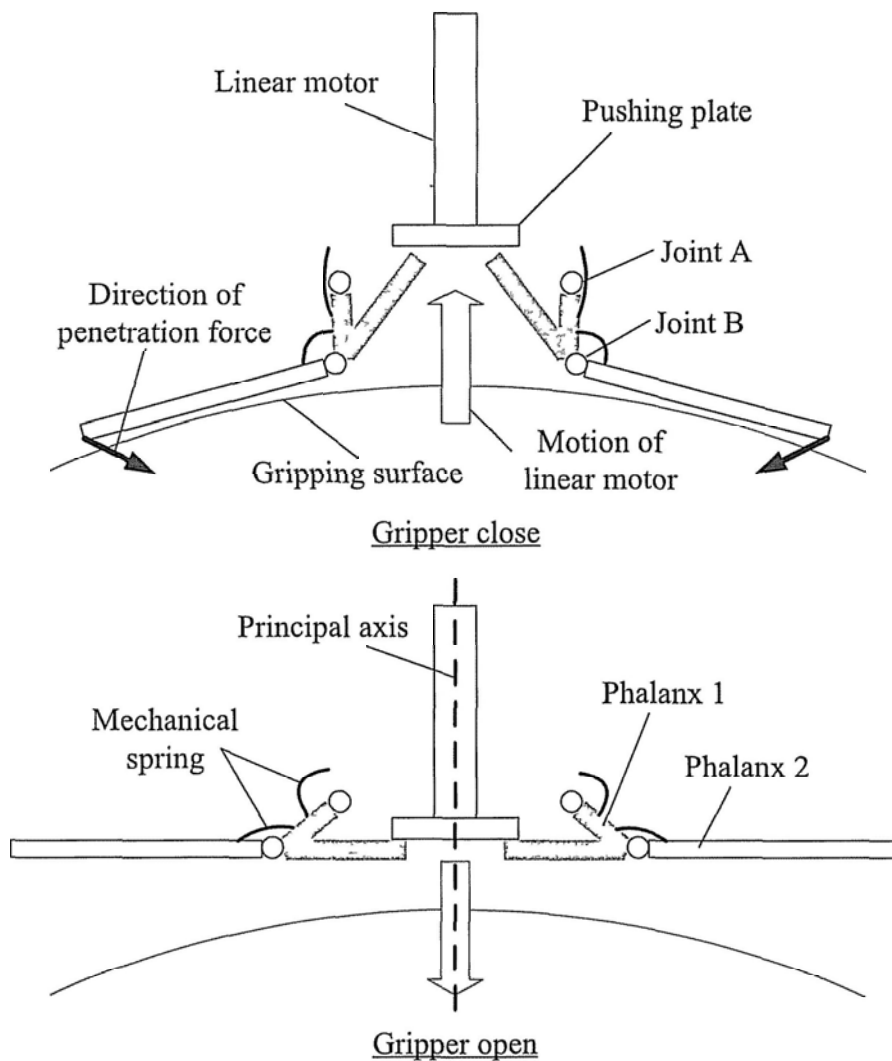 Linear motor
Pushing plate
Joint A
Direction of
penetration force
Joint B
Gripping surface
Motion of
linear motor
Gripper close
Principal axis
Phalanx 1
Mechanical
spring
Phalanx 2
Gripper open